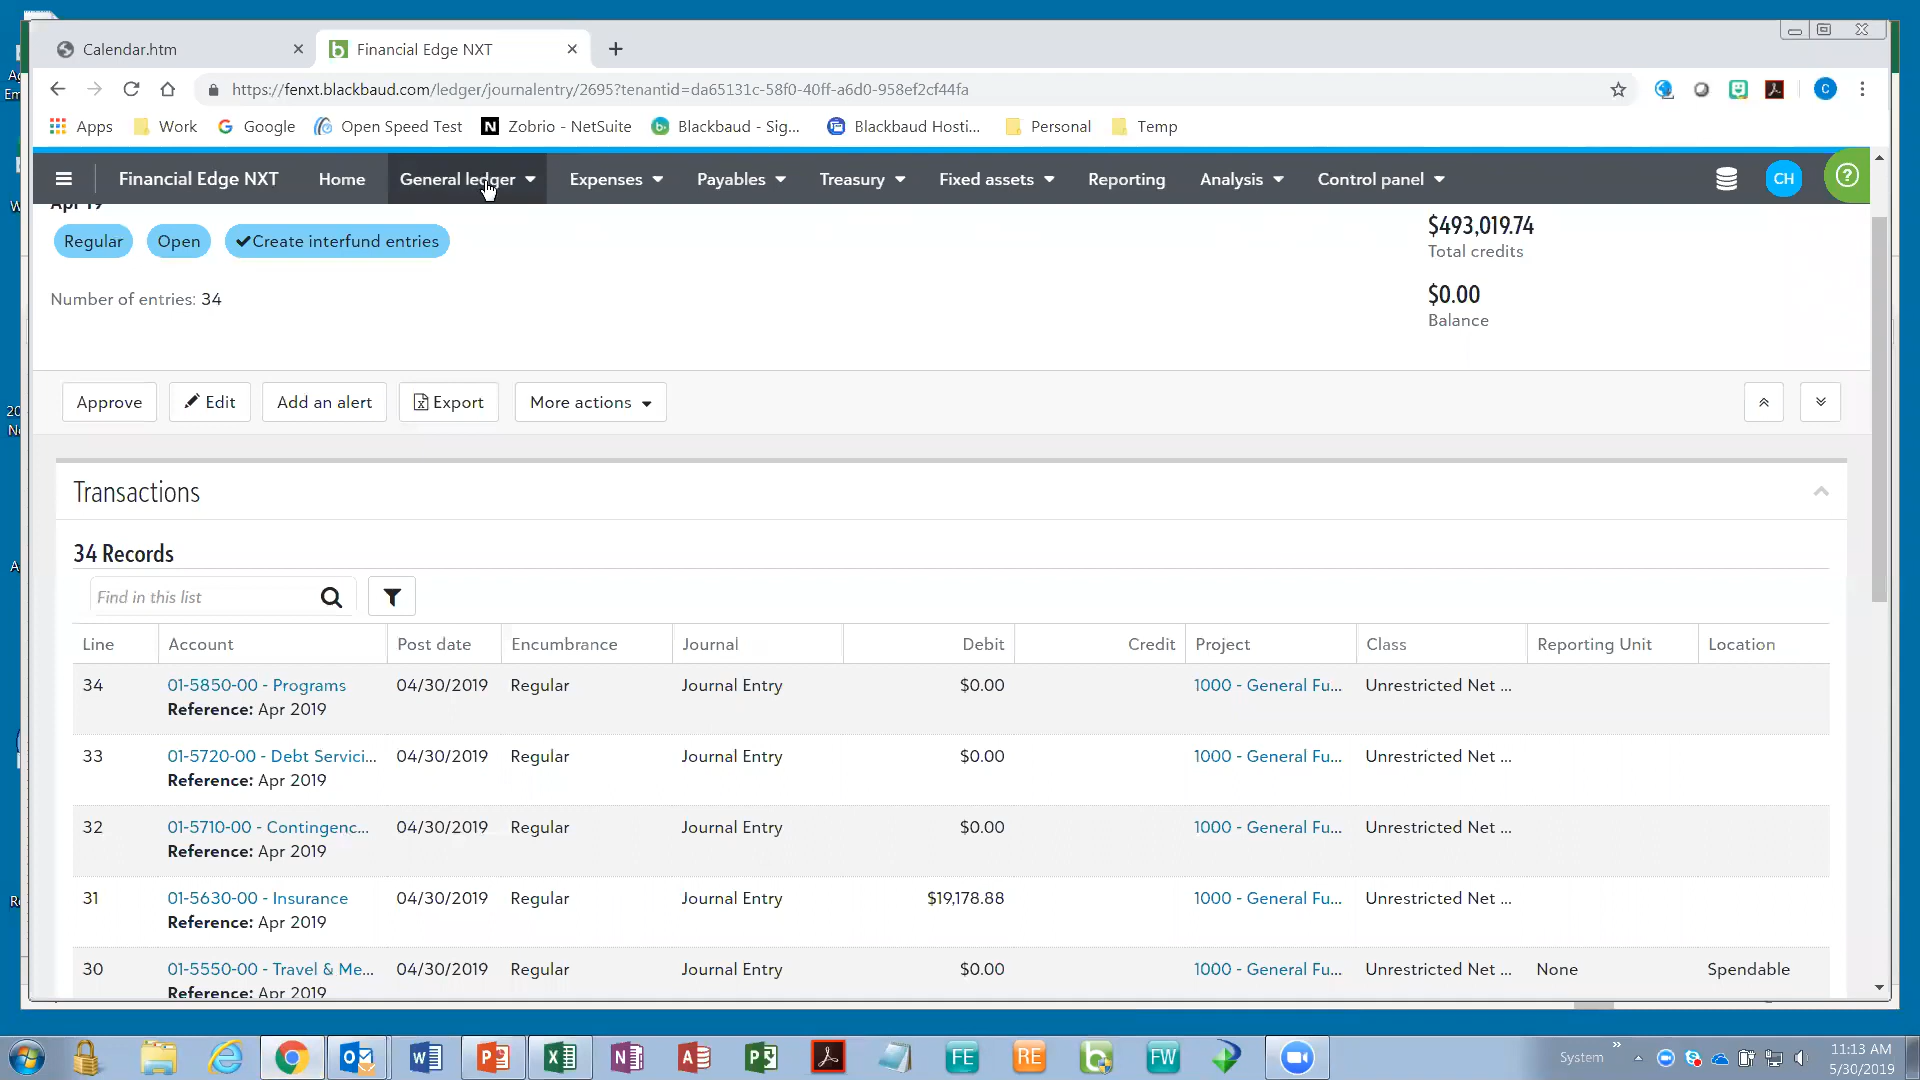 Calendar.htm
Financial Edge NXT
https://fenxt.blackbaud.com/ledger/journalentry/2695?tenantid=da65131c-58f0-40ff-a6d0-958ef2cf44fa
C
Apps Work Google Open Speed Test Zobrio - NetSuite Blackbaud - Sig... Blackbaud Hosti... Personal Temp
Financial Edge NXT Home General ledger Expenses Payables Treasury Fixed assets Reporting Analysis Control panel CH ?
Apr 19
Regular Open Create interfund entries
Number of entries: 34
$493,019.74
Total credits
$0.00
Balance
Approve Edit Add an alert Export More actions
Transactions
34 Records
Find in this list
Line Account Post date Encumbrance Journal Debit Credit Project Class Reporting Unit Location
34 01-5850-00 - Programs 04/30/2019 Regular Journal Entry $0.00 1000 - General Fu... Unrestricted Net ...
Reference: Apr 2019
33 01-5720-00 - Debt Servici... 04/30/2019 Regular Journal Entry $0.00 1000 - General Fu... Unrestricted Net ...
Reference: Apr 2019
32 01-5710-00 - Contingenc... 04/30/2019 Regular Journal Entry $0.00 1000 - General Fu... Unrestricted Net ...
Reference: Apr 2019
31 01-5630-00 - Insurance 04/30/2019 Regular Journal Entry $19,178.88 1000 - General Fu... Unrestricted Net ...
Reference: Apr 2019
30 01-5550-00 - Travel & Me... 04/30/2019 Regular Journal Entry $0.00 1000 - General Fu... Unrestricted Net ... None Spendable
Reference: Apr 2019
FE RE FW
System
11:13 AM
5/30/2019